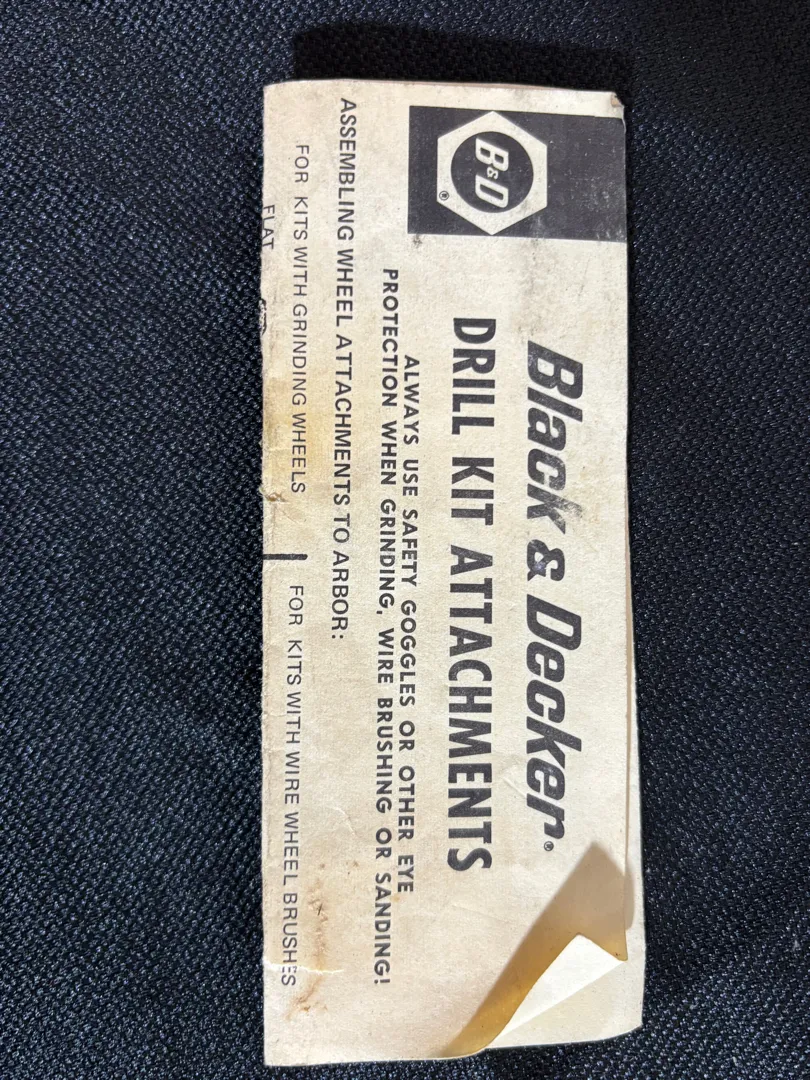 B&D®
Black & Decker®
DRILL KIT ATTACHMENTS
ALWAYS USE SAFETY GOGGLES OR OTHER EYE
PROTECTION WHEN GRINDING, WIRE BRUSHING OR SANDING!
ASSEMBLING WHEEL ATTACHMENTS TO ARBOR:
FOR KITS WITH GRINDING WHEELS
FOR KITS WITH WIRE WHEEL BRUSHES
FLAT